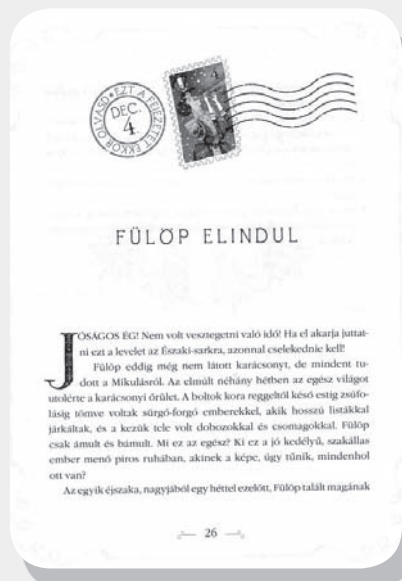 EZT A FEJEZETET EKKOR OLVASD
DEC.
4.
4
FÜLÖP ELINDUL
JÓSÁGOS ÉG! Nem volt vesztegetni való idő! Ha el akarja juttat-
ni ezt a levelet az Északi-sarkra, azonnal cselekednie kell!
Fülöp eddig még nem látott karácsonyt, de mindent tu-
dott a Mikulásról. Az elmúlt néhány hétben az egész világot
utolérte a karácsonyi őrület. A boltok kora reggeltől késő estig zsúfo-
lásig tömve voltak sürgő-forgó emberekkel, akik hosszú listákkal
járkáltak, és a kezük tele volt dobozokkal és csomagokkal. Fülöp
csak ámult és bámult. Mi ez az egész? Ki ez a jó kedélyű, szakállas
ember menő piros ruhában, akinek a képe, úgy tűnik, mindenhol
ott van?
Az egyik éjszaka, nagyjából egy héttel ezelőtt, Fülöp talált magának
26